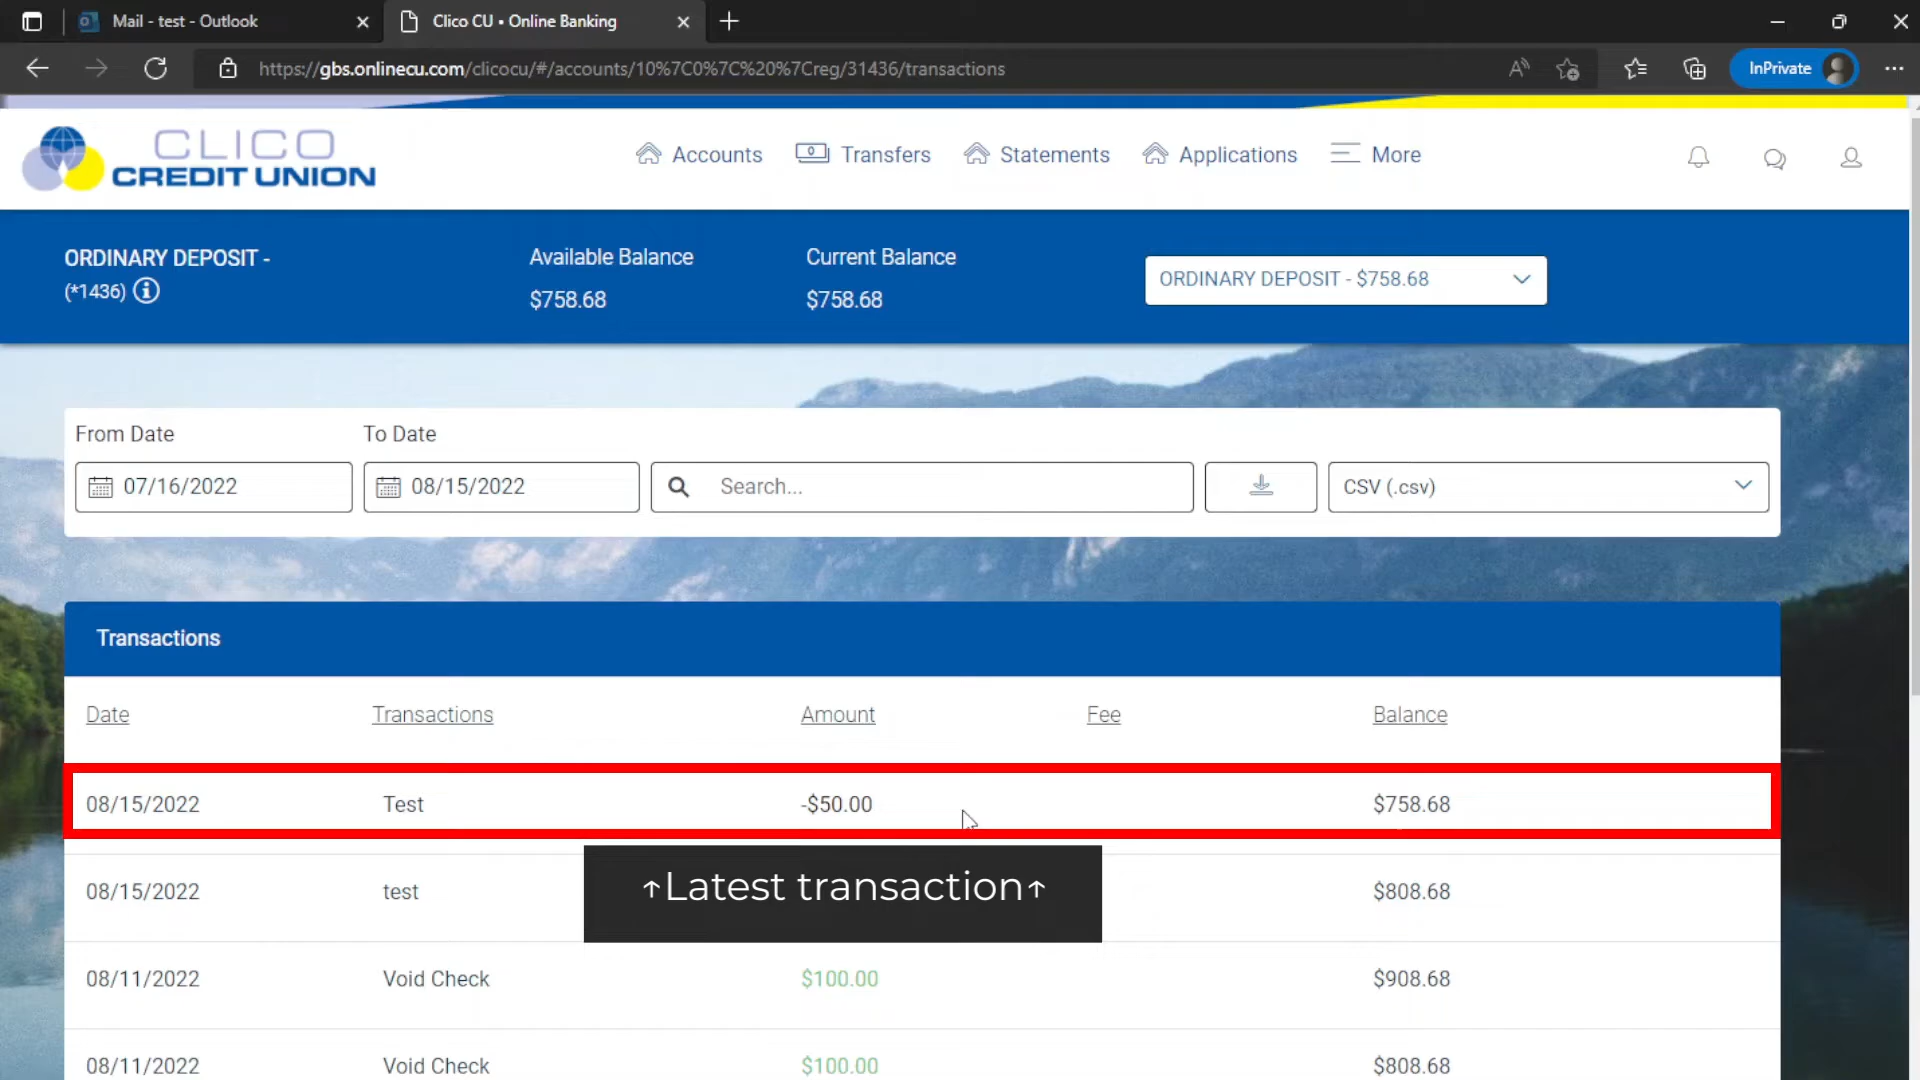 Mail - test - Outlook
Clico CU • Online Banking
https://gbs.onlinecu.com/clicocu/#/accounts/10%7C0%7C%20%7Creg/31436/transactions
InPrivate
CLICO
CREDIT UNION
Accounts
Transfers
Statements
Applications
More
ORDINARY DEPOSIT -
(*1436)
Available Balance
$758.68
Current Balance
$758.68
ORDINARY DEPOSIT - $758.68
From Date
To Date
07/16/2022
08/15/2022
Search...
CSV (.csv)
Transactions
Date Transactions Amount Fee Balance
08/15/2022 Test -$50.00 $758.68
↑Latest transaction↑
08/15/2022 test $808.68
08/11/2022 Void Check $100.00 $908.68
08/11/2022 Void Check $100.00 $808.68